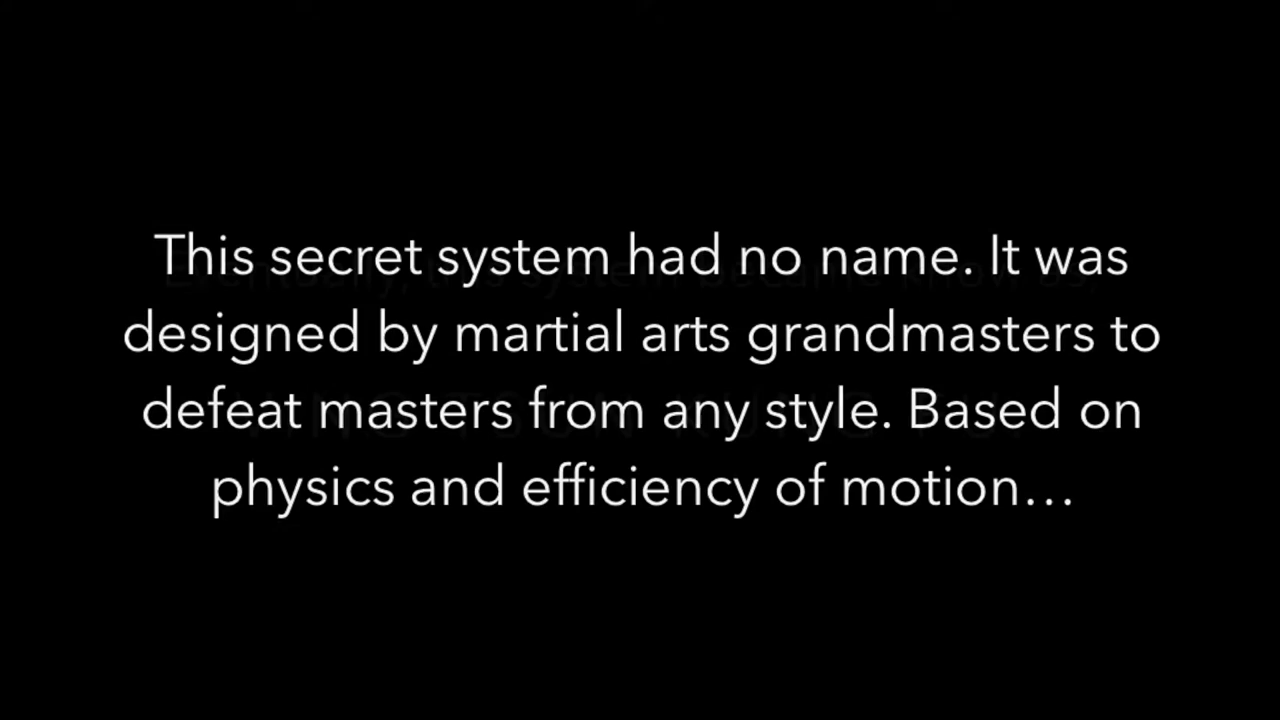 This secret system had no name. It was
designed by martial arts grandmasters to
defeat masters from any style. Based on
physics and efficiency of motion...